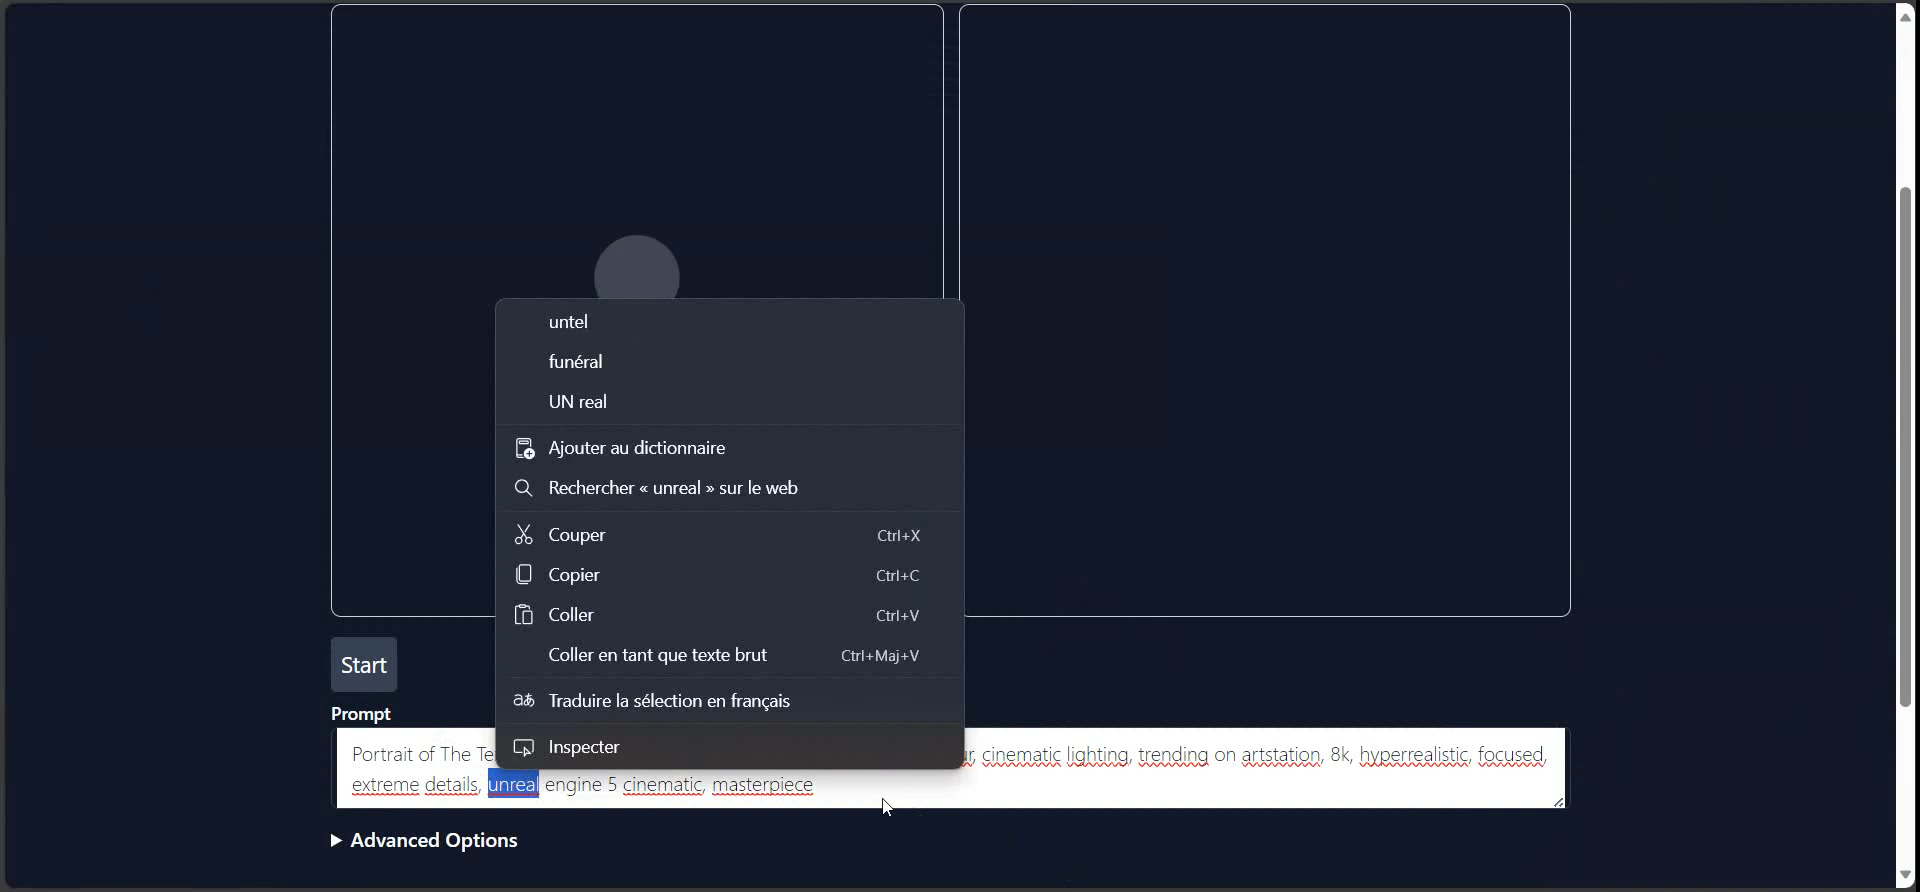 untel
funéral
UN real
Ajouter au dictionnaire
Rechercher « unreal » sur le web
Couper Ctrl+X
Copier Ctrl+C
Coller Ctrl+V
Coller en tant que texte brut Ctrl+Maj+V
Traduire la sélection en français
Inspecter
Start
Prompt
Portrait of The cinematic lighting, trending on artstation, 8k, hyperrealistic, focused,
extreme details, unreal engine 5 cinematic, masterpiece
Advanced Options